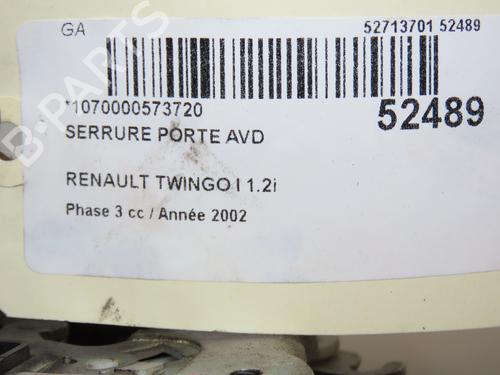 GA
52713701 52489
*1070000573720
52489
SERRURE PORTE AVD
RENAULT TWINGO I 1.2i
Phase 3 cc / Année 2002
B-PARTS